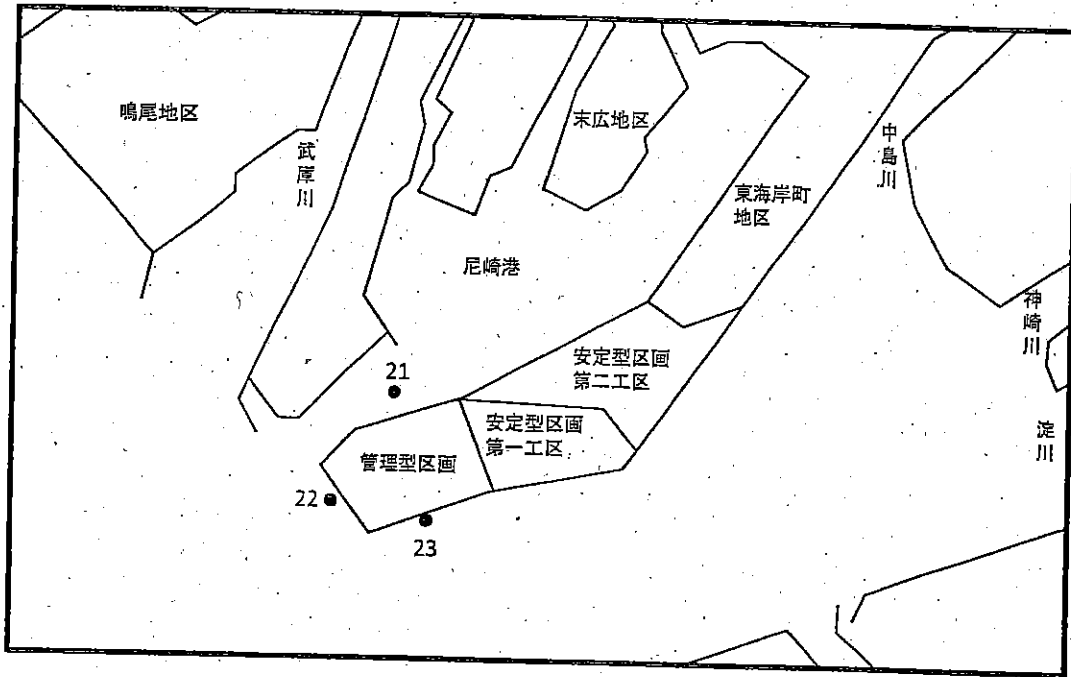 鳴尾地区
武庫川
末広地区
中島川
東海岸町
地区
尼崎港
神崎川
安定型区画
第二工区
21
安定型区画
第一工区
淀川
管理型区画
22
23